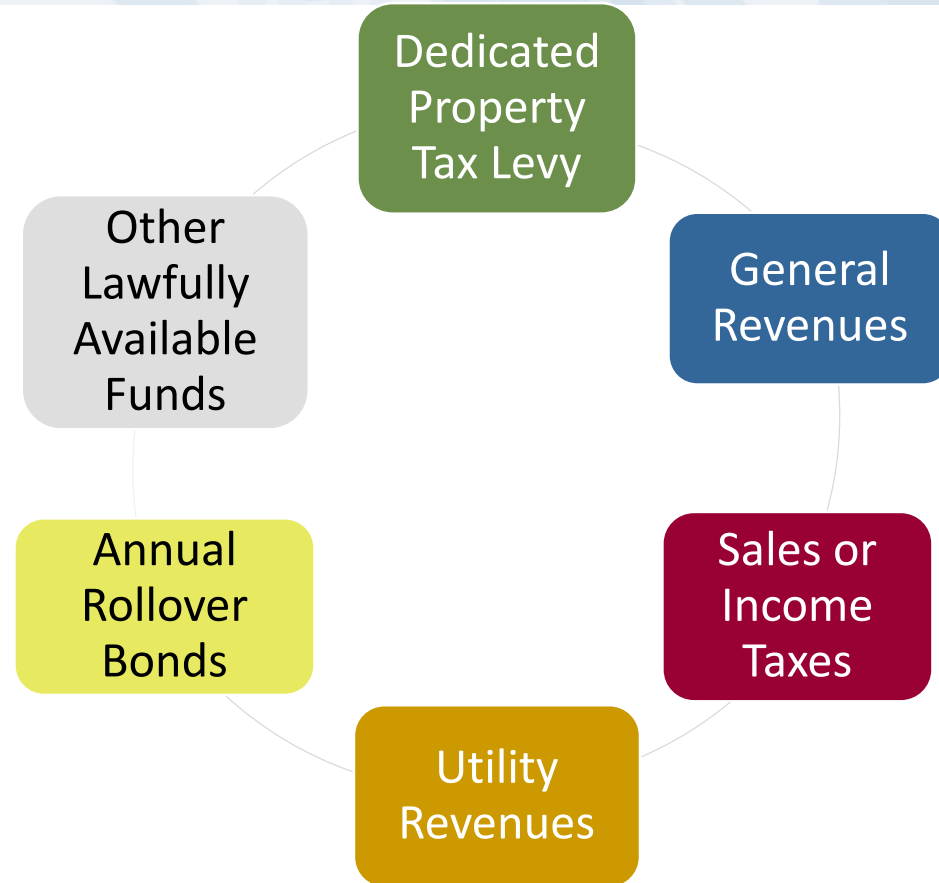 Dedicated
Property
Tax Levy
General
Revenues
Sales or
Income
Taxes
Utility
Revenues
Annual
Rollover
Bonds
Other
Lawfully
Available
Funds